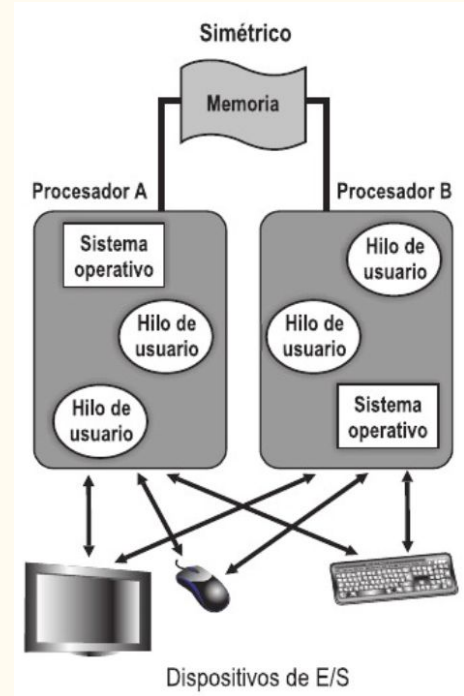 Simétrico
Memoria
Procesador A
Procesador B
Sistema
operativo
Hilo de
usuario
Hilo de
usuario
Hilo de
usuario
Hilo de
usuario
Sistema
operativo
Dispositivos de E/S